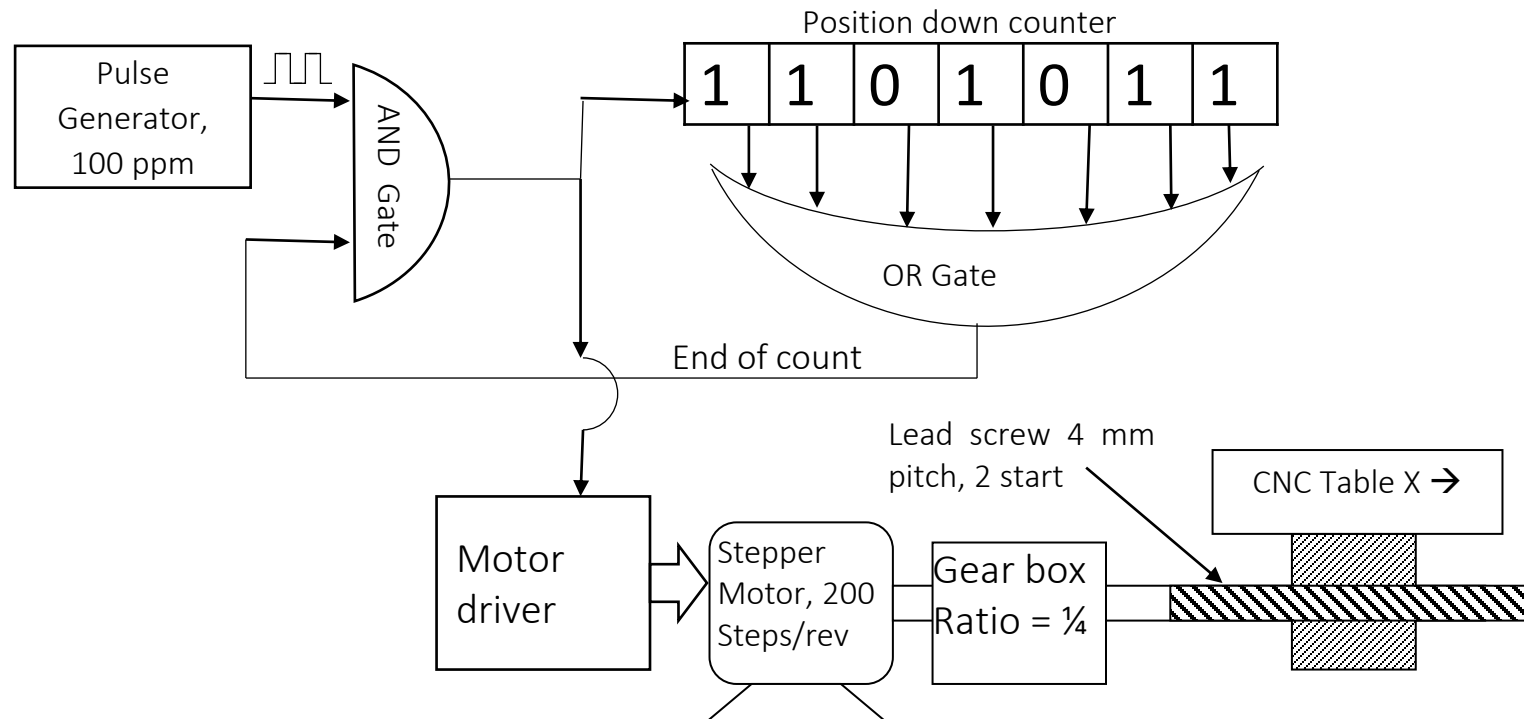 Position down counter
Pulse
Generator,
100 ppm
1 1 0 1 0 1 1
AND Gate
OR Gate
End of count
Lead screw 4 mm
pitch, 2 start
CNC Table X →
Motor
driver
Stepper
Motor, 200
Steps/rev
Gear box
Ratio = ¼